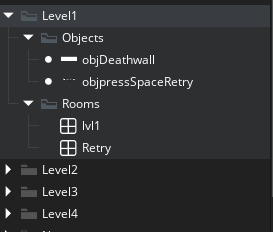 Level1
Objects
objDeathwall
objpressSpaceRetry
Rooms
lvl1
Retry
Level2
Level3
Level4